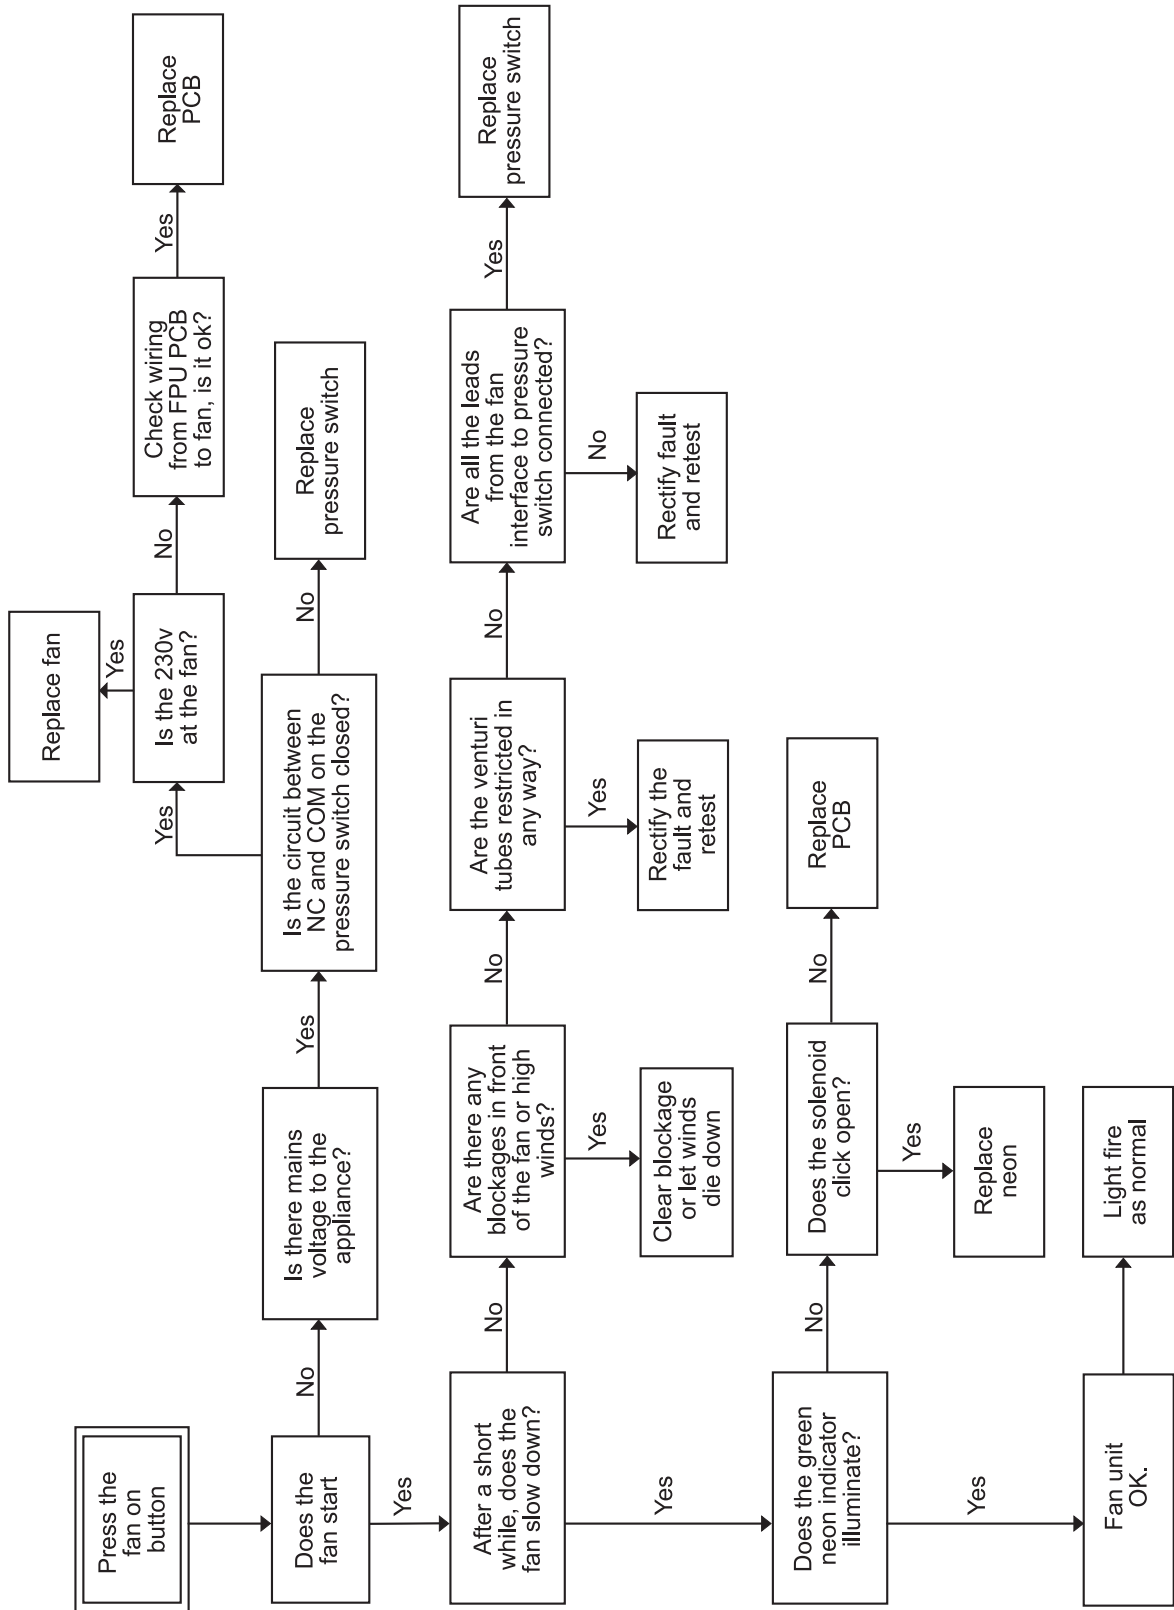 Press the
fan on
button
Does the
fan start
No
Is there mains
voltage to the
appliance?
Yes
Is the circuit between
NC and COM on the
pressure switch closed?
No
Replace
pressure switch
Yes
Is the 230v
at the fan?
Yes
Replace fan
No
Check wiring
from FPU PCB
to fan, is it ok?
Yes
Replace
PCB
Yes
After a short
while, does the
fan slow down?
No
Are there any
blockages in front
of the fan or high
winds?
Yes
Clear blockage
or let winds
die down
No
Are the venturi
tubes restricted in
any way?
Yes
Rectify the
fault and
retest
No
Are all the leads
from the fan
interface to pressure
switch connected?
No
Rectify fault
and retest
Yes
Replace
pressure switch
Yes
Does the green
neon indicator
illuminate?
No
Does the solenoid
click open?
Yes
Replace
neon
No
Replace
PCB
Yes
Fan unit
OK.
Light fire
as normal